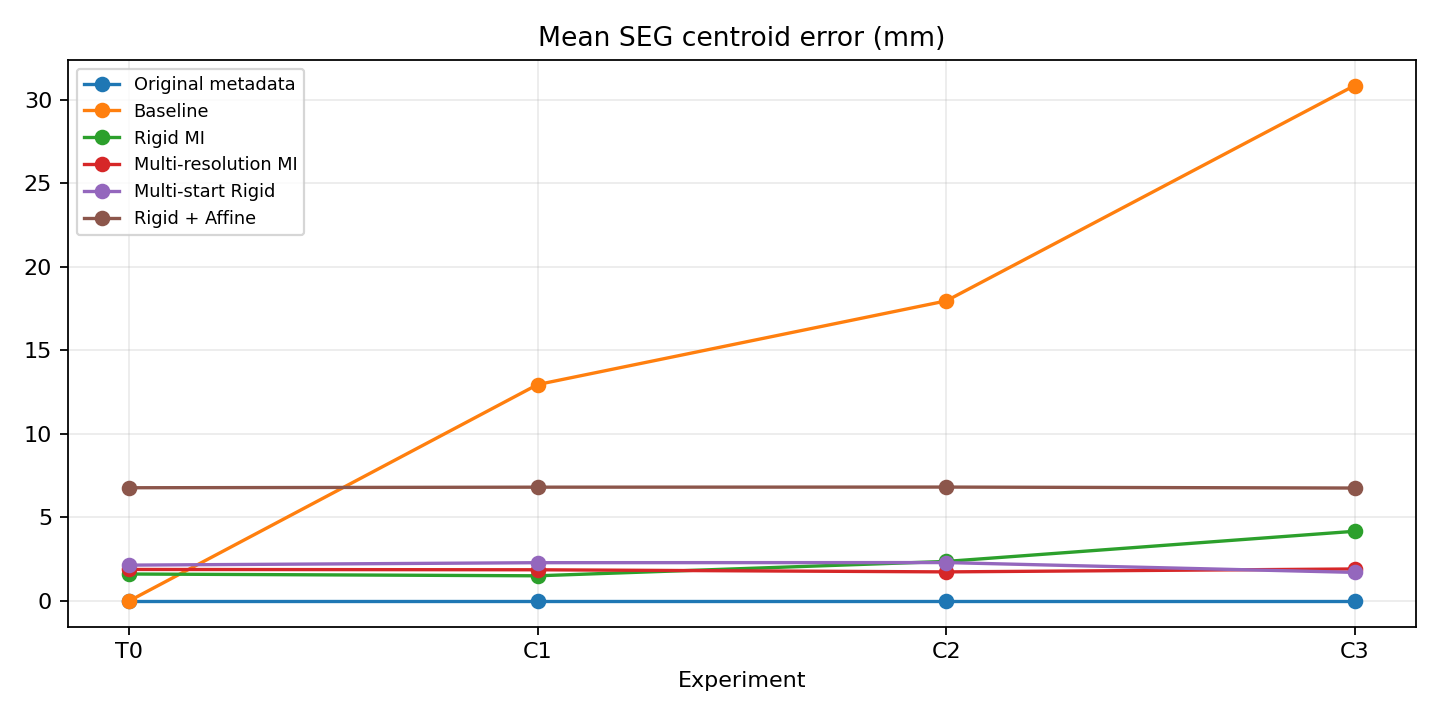 Mean SEG centroid error (mm)
Original metadata
Baseline
Rigid MI
Multi-resolution MI
Multi-start Rigid
Rigid + Affine
30
25
20
15
10
5
0
T0 C1 C2 C3
Experiment